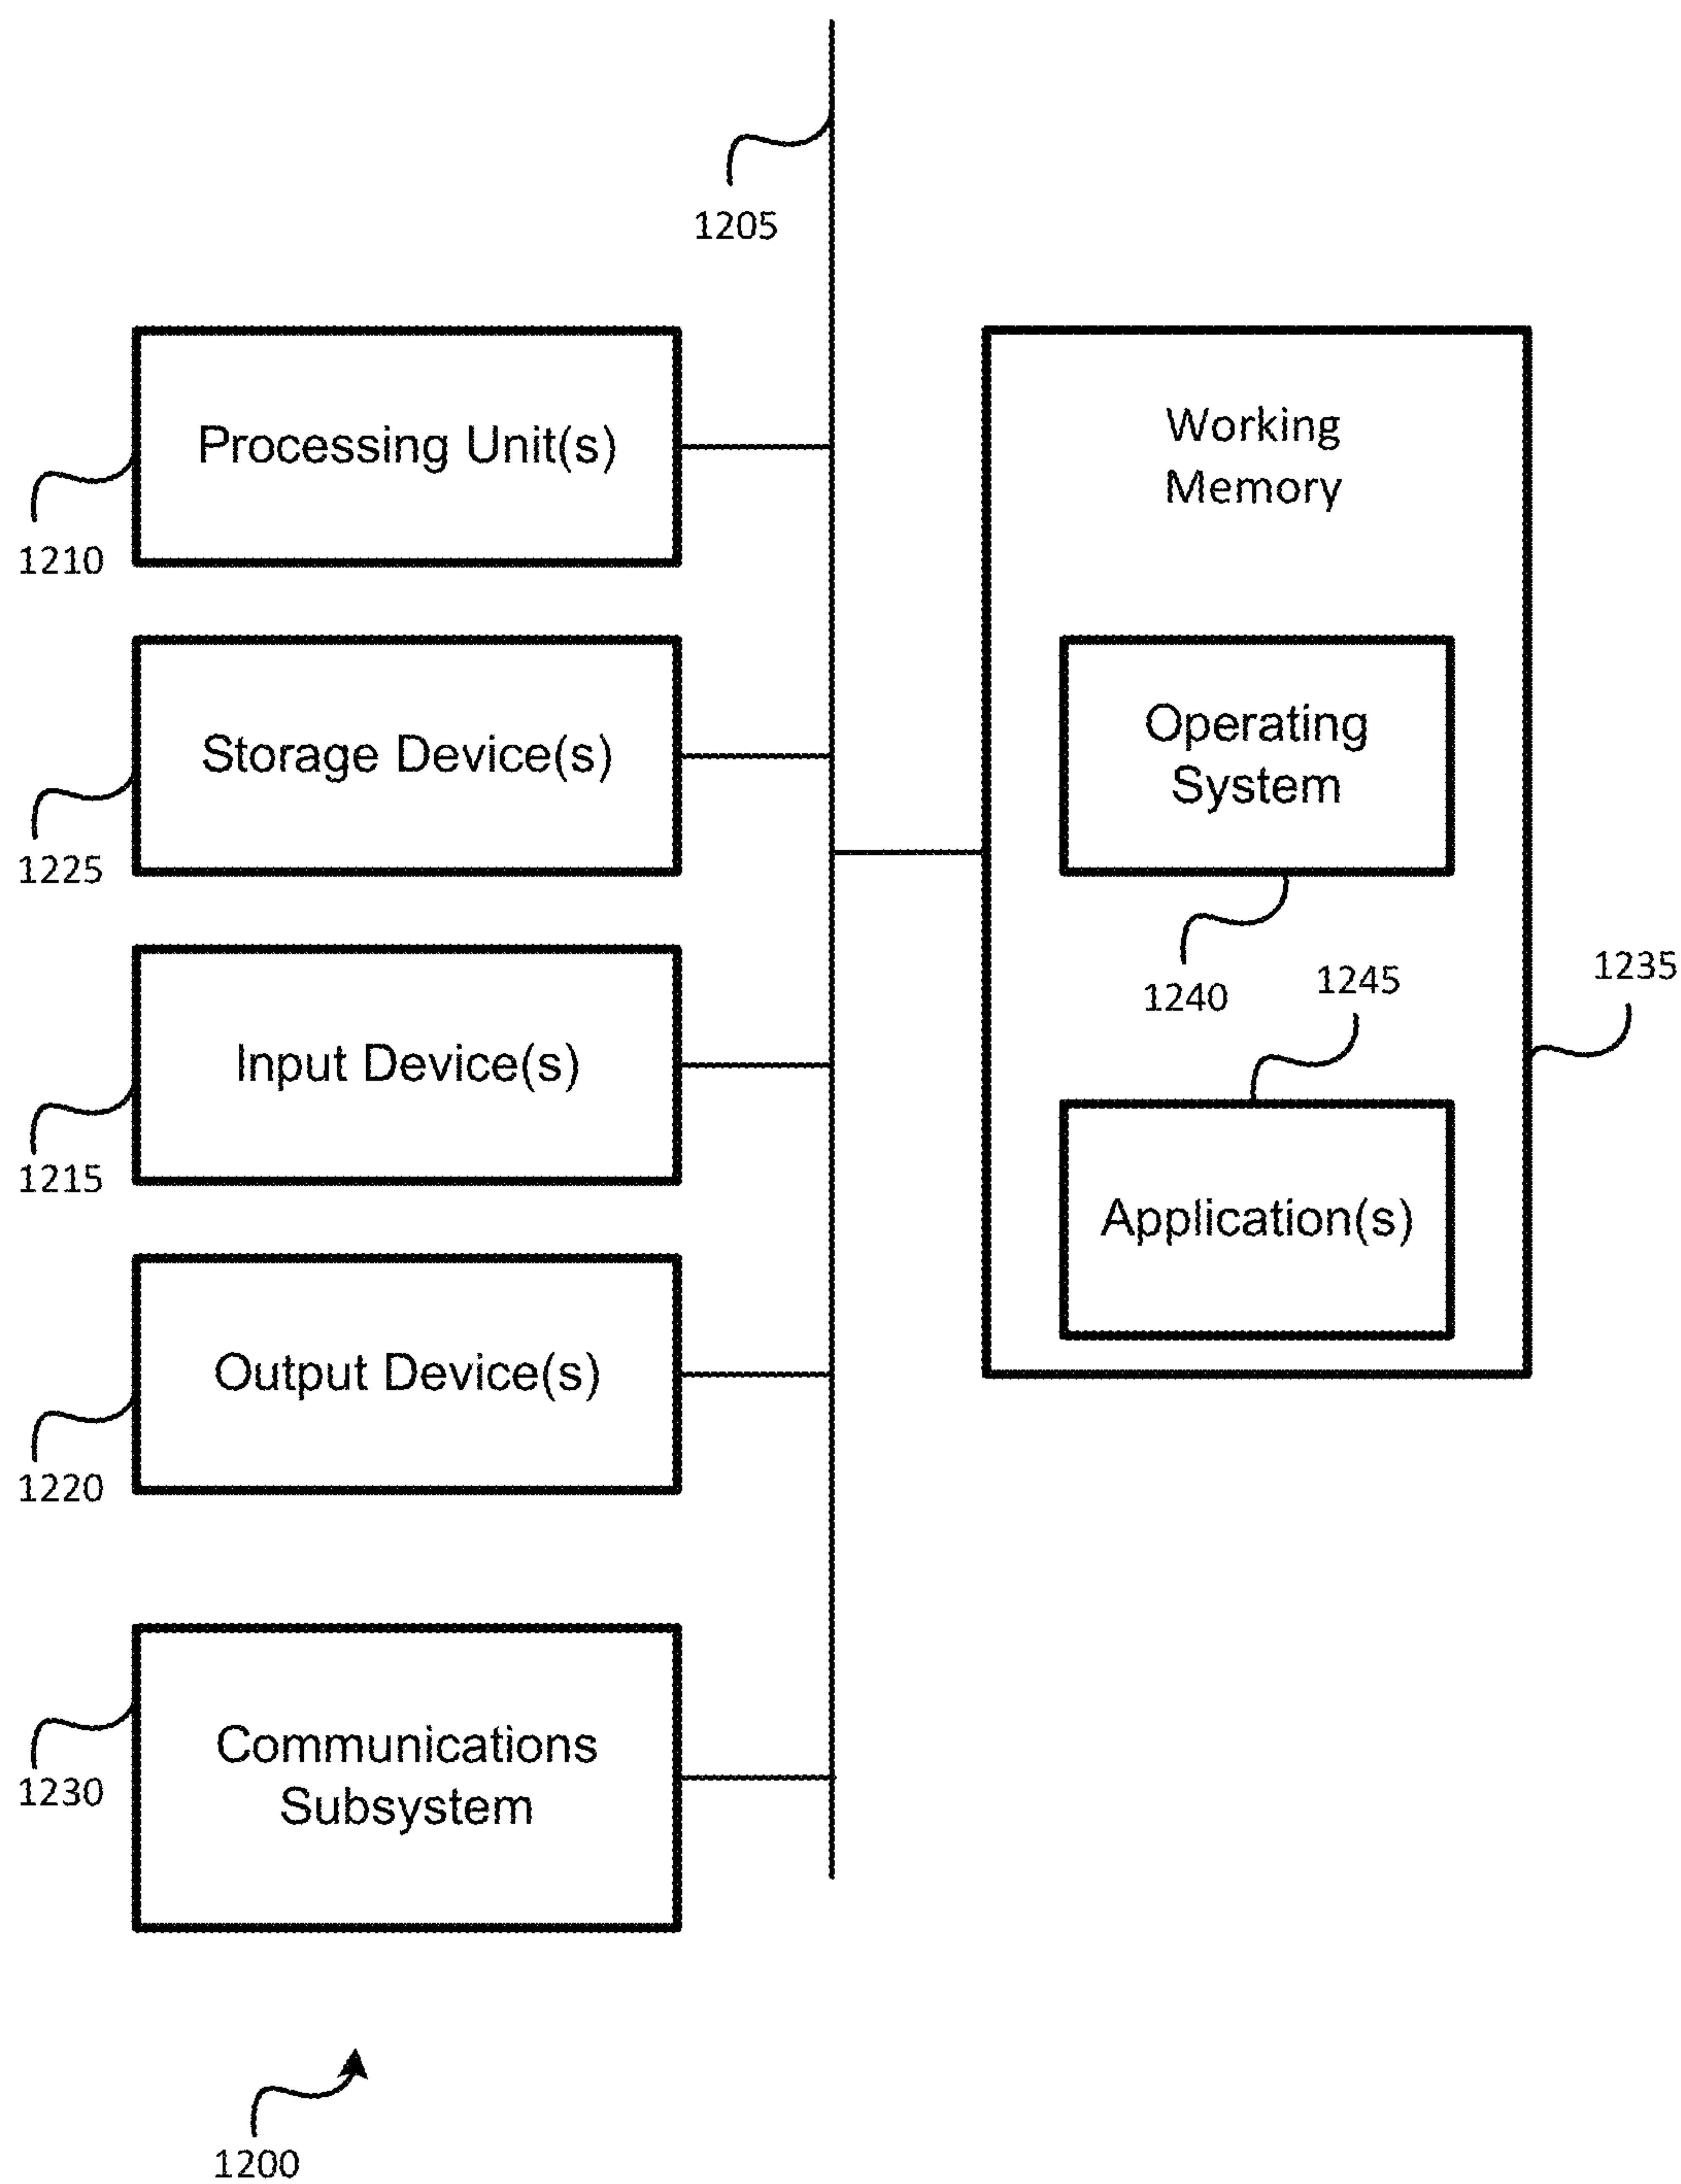 1205
Processing Unit(s)
1210
Storage Device(s)
1225
Input Device(s)
1215
Output Device(s)
1220
Communications
Subsystem
1230
Working
Memory
Operating
System
1240
1245
1235
Application(s)
1200